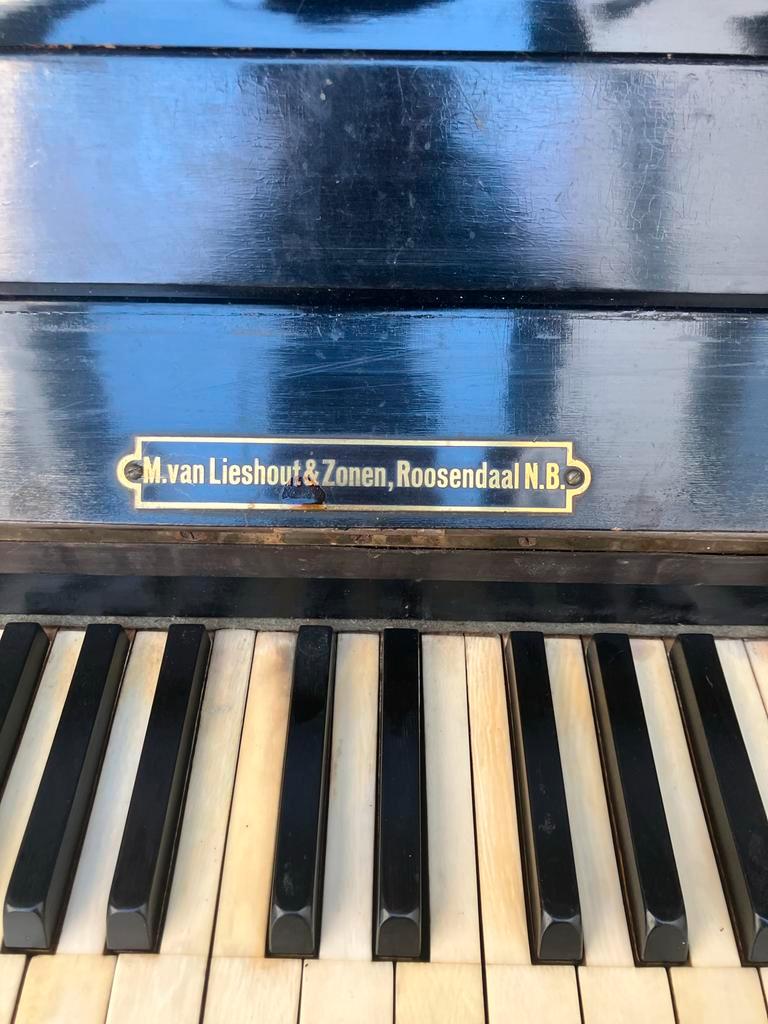 M. van Lieshout & Zonen, Roosendaal N.B.